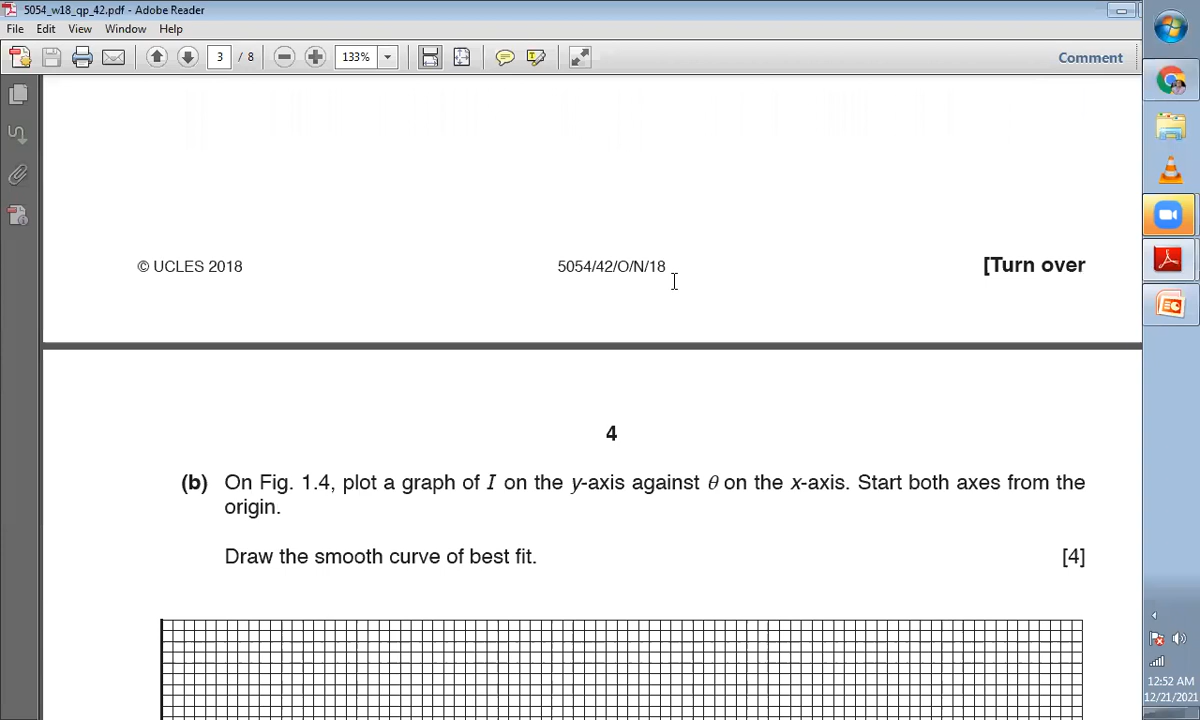 5054_w18_qp_42.pdf - Adobe Reader
File Edit View Window Help
3 / 8 133% Comment
© UCLES 2018 5054/42/O/N/18 [Turn over
4
(b) On Fig. 1.4, plot a graph of I on the y-axis against θ on the x-axis. Start both axes from the
origin.
Draw the smooth curve of best fit. [4]
12:52 AM
12/21/2021